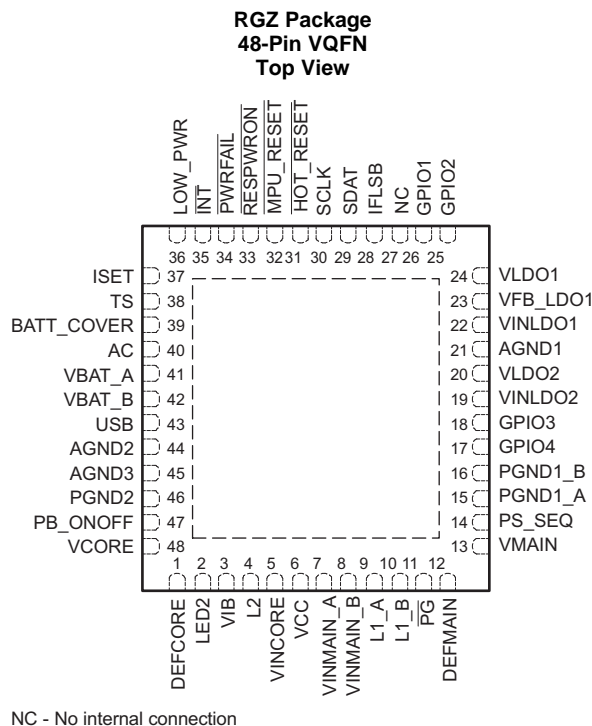 RGZ Package
48-Pin VQFN
Top View
LOW_PWR
INT
PWRFAIL
RESPWRON
MPU_RESET
HOT_RESET
SCLK
SDAT
IFLSB
NC
GPIO1
GPIO2
36 35 34 33 32 31 30 29 28 27 26 25
ISET 37
TS 38
BATT_COVER 39
AC 40
VBAT_A 41
VBAT_B 42
USB 43
AGND2 44
AGND3 45
PGND2 46
PB_ONOFF 47
VCORE 48
24 VLDO1
23 VFB_LDO1
22 VINLDO1
21 AGND1
20 VLDO2
19 VINLDO2
18 GPIO3
17 GPIO4
16 PGND1_B
15 PGND1_A
14 PS_SEQ
13 VMAIN
1 2 3 4 5 6 7 8 9 10 11 12
DEFCORE
LED2
VIB
L2
VINCORE
VCC
VINMAIN_A
VINMAIN_B
L1_A
L1_B
PG
DEFMAIN
NC - No internal connection